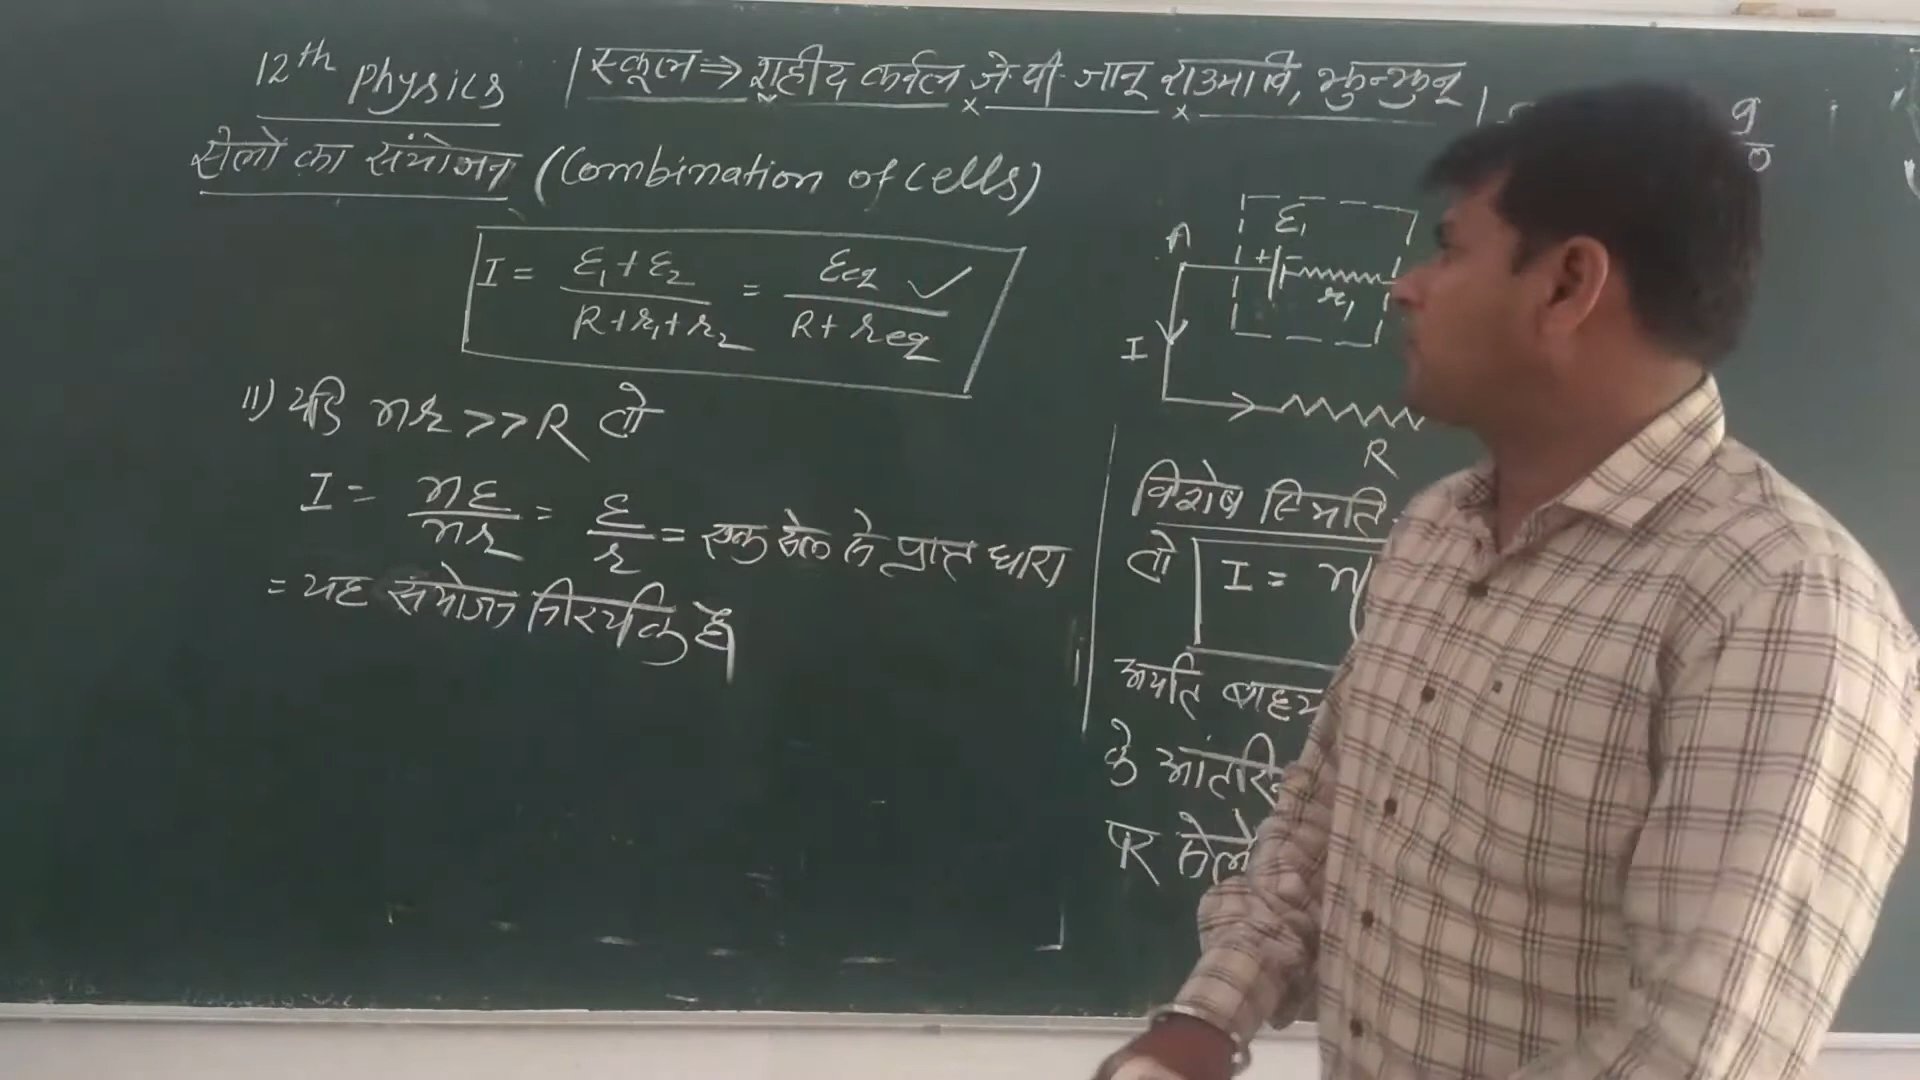 12th Physics | स्कूल ⇒ शहीद कर्नल जे. पी. जानू राउमावि, झुन्झुनू |
सेलों का संयोजन (Combination of Cells)
I = (ε₁ + ε₂) / (R + r₁ + r₂) = εeq / (R + req) ✓
II) यदि nr >> R तो
I = nε / nr = ε / r = एक सेल से प्राप्त धारा
= यह संयोजन निरर्थक है
A
+ -
ε₁
r₁
I
R
विशेष स्थिति
तो I = n
अर्थात बाह्य
के आंतरिक
पर सेलो